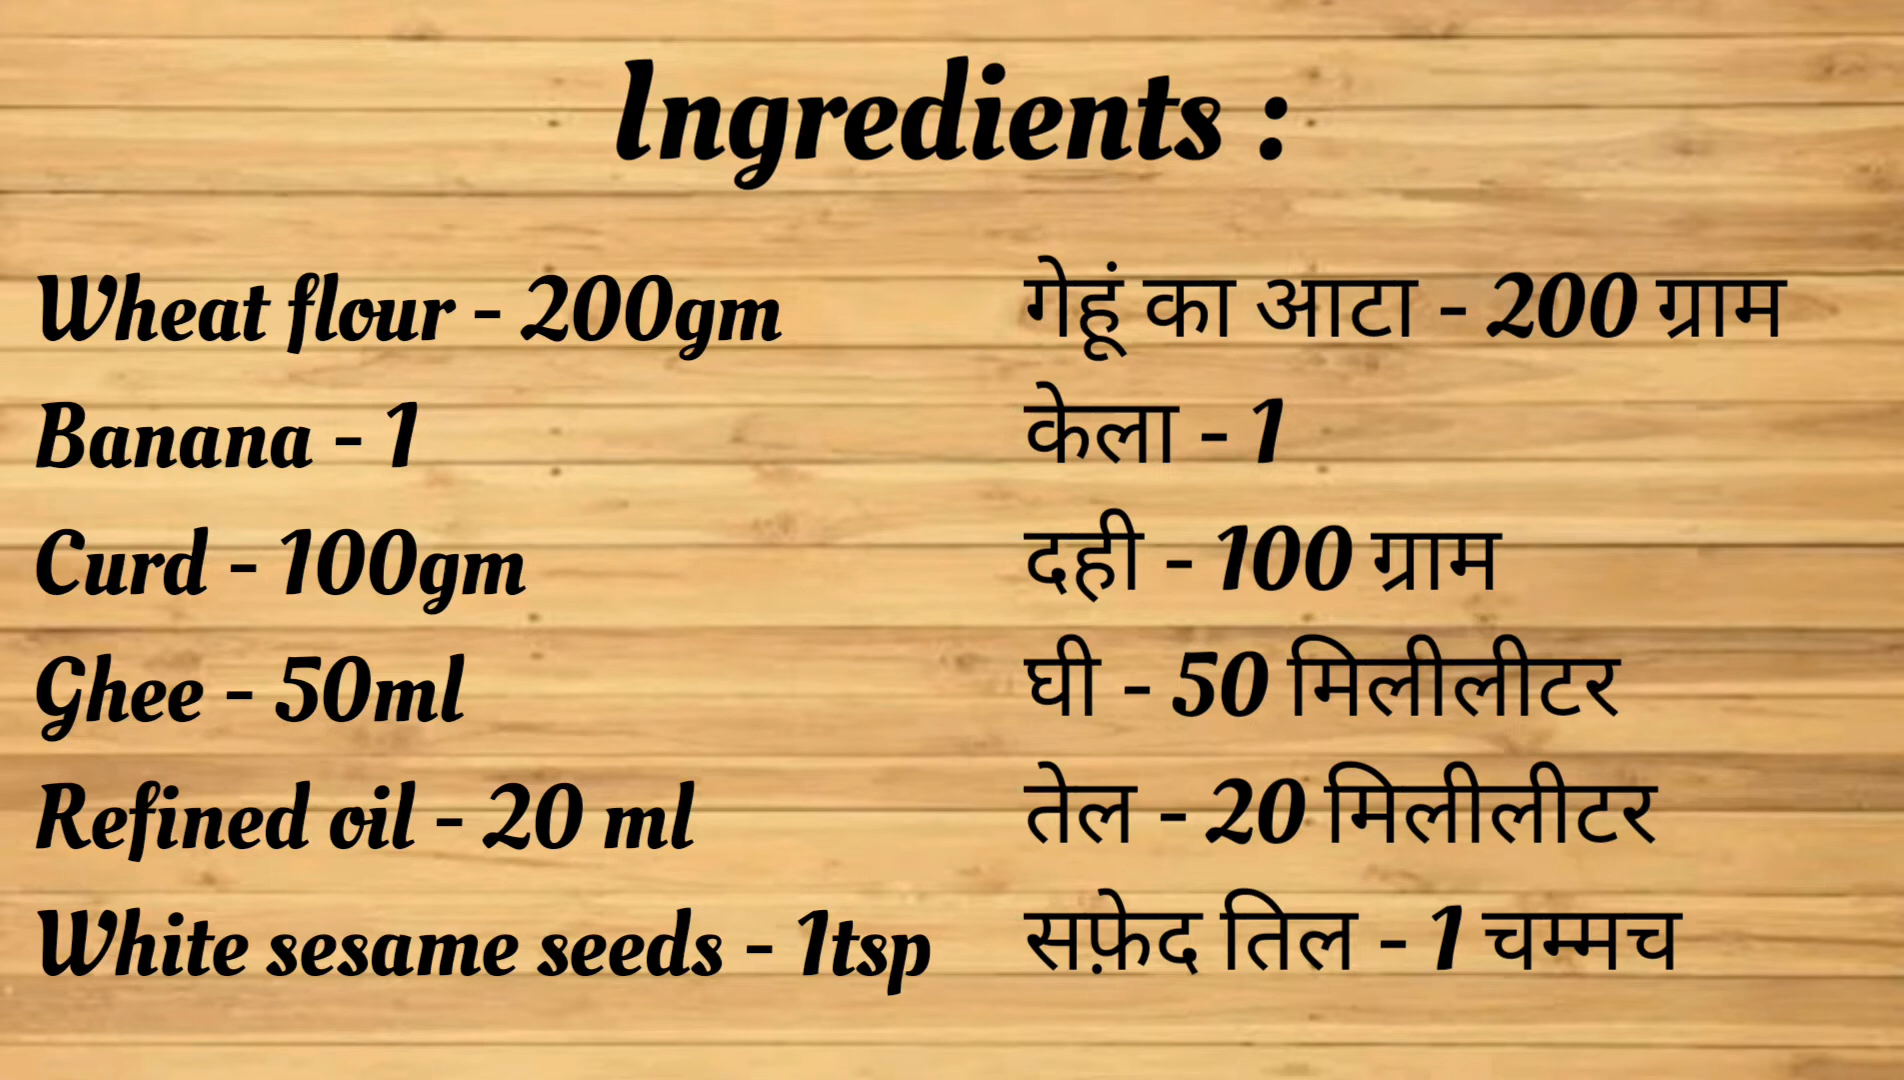 Ingredients :
Wheat flour - 200gm
Banana - 1
Curd - 100gm
Ghee - 50ml
Refined oil - 20 ml
White sesame seeds - 1tsp
गेहूं का आटा - 200 ग्राम
केला - 1
दही - 100 ग्राम
घी - 50 मिलीलीटर
तेल - 20 मिलीलीटर
सफ़ेद तिल - 1 चम्मच